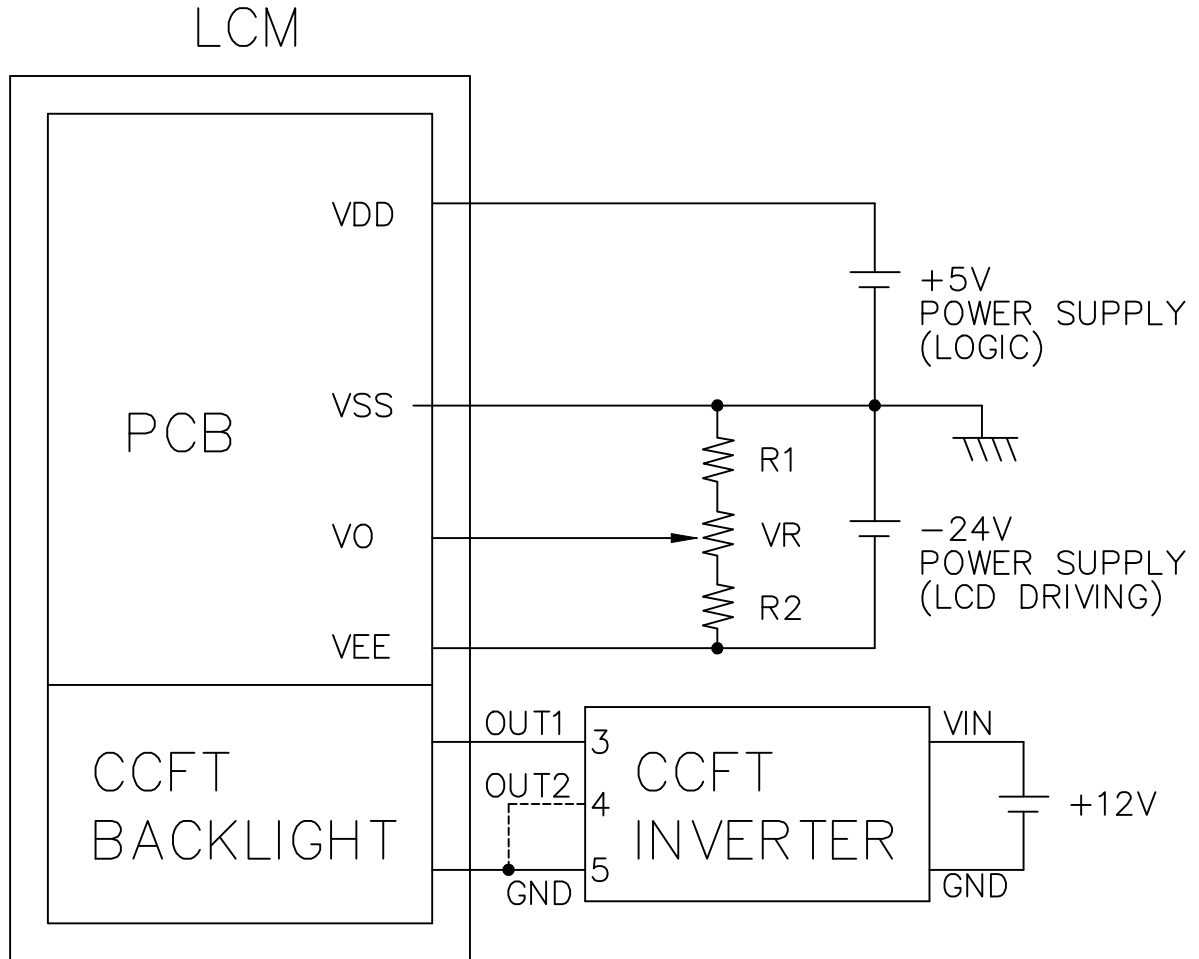 LCM
VDD
+5V
POWER SUPPLY
(LOGIC)
VSS
PCB
R1
VO
VR
-24V
POWER SUPPLY
(LCD DRIVING)
R2
VEE
OUT1
3
VIN
CCFT
BACKLIGHT
OUT2
4
CCFT
INVERTER
+12V
5
GND
GND